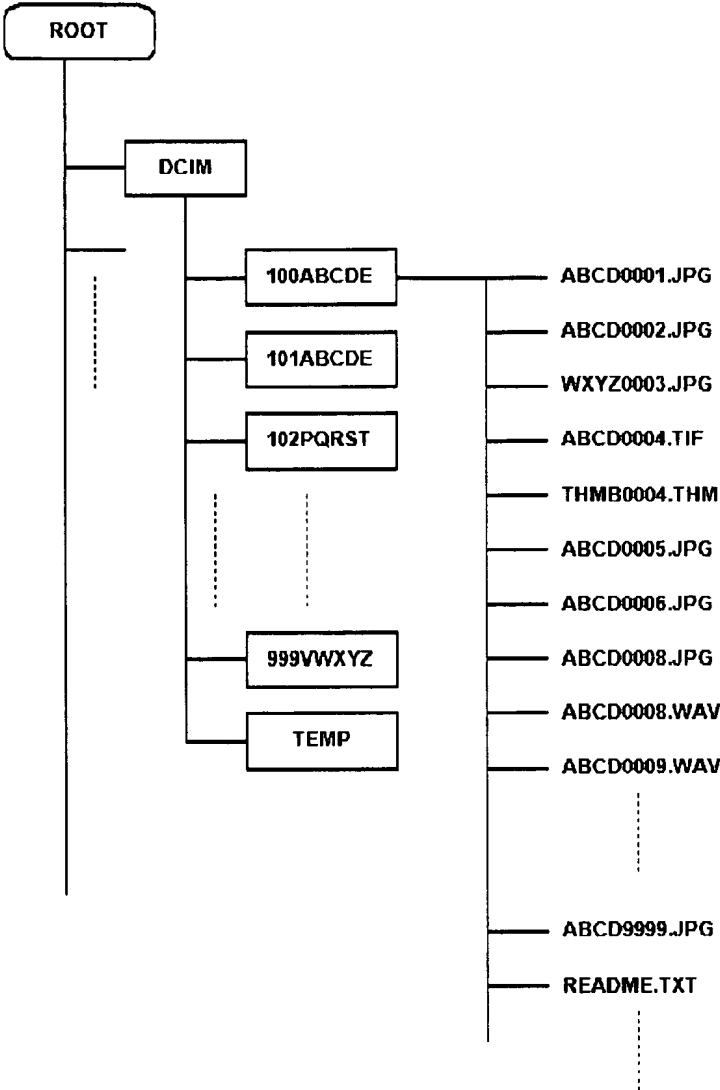 ROOT
DCIM
100ABCDE
101ABCDE
102PQRST
999VWXYZ
TEMP
ABCD0001.JPG
ABCD0002.JPG
WXYZ0003.JPG
ABCD0004.TIF
THMB0004.THM
ABCD0005.JPG
ABCD0006.JPG
ABCD0008.JPG
ABCD0008.WAV
ABCD0009.WAV
ABCD9999.JPG
README.TXT